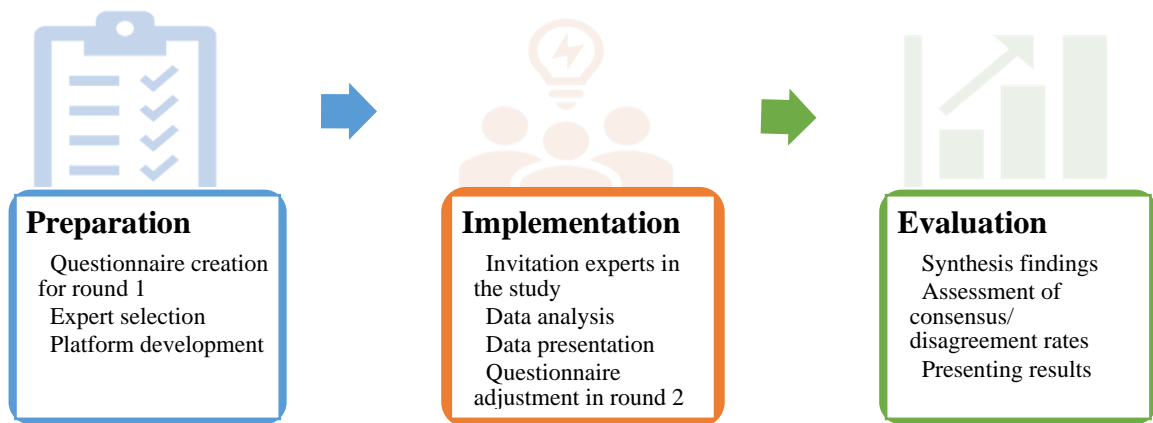 Preparation
Questionnaire creation
for round 1
Expert selection
Platform development
Implementation
Invitation experts in
the study
Data analysis
Data presentation
Questionnaire
adjustment in round 2
Evaluation
Synthesis findings
Assessment of
consensus/
disagreement rates
Presenting results